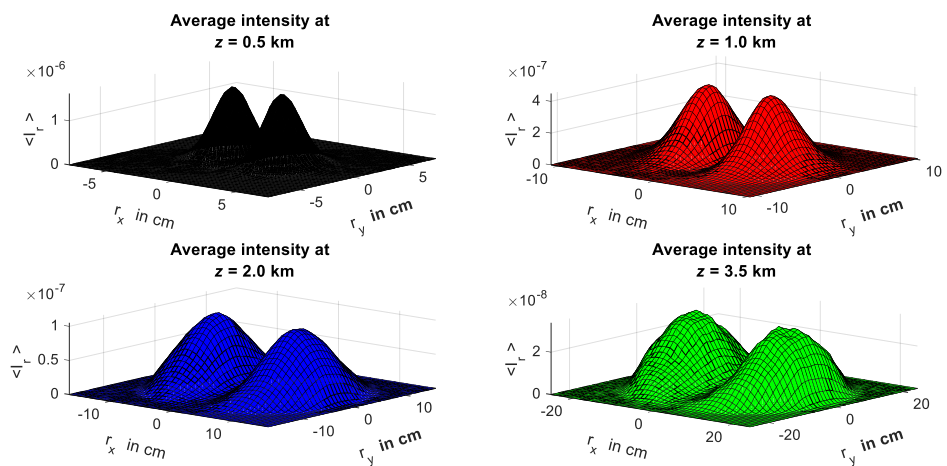 Average intensity at
z = 0.5 km
×10⁻⁶
1
0
<I_r >
-5
0
5
r_x in cm
-5
0
5
r_y in cm
Average intensity at
z = 1.0 km
×10⁻⁷
4
2
0
<I_r >
-10
0
10
r_x in cm
-10
0
10
r_y in cm
Average intensity at
z = 2.0 km
×10⁻⁷
1
0.5
0
<I_r >
-10
0
10
r_x in cm
-10
0
10
r_y in cm
Average intensity at
z = 3.5 km
×10⁻⁸
2
0
<I_r >
-20
0
20
r_x in cm
-20
0
20
r_y in cm